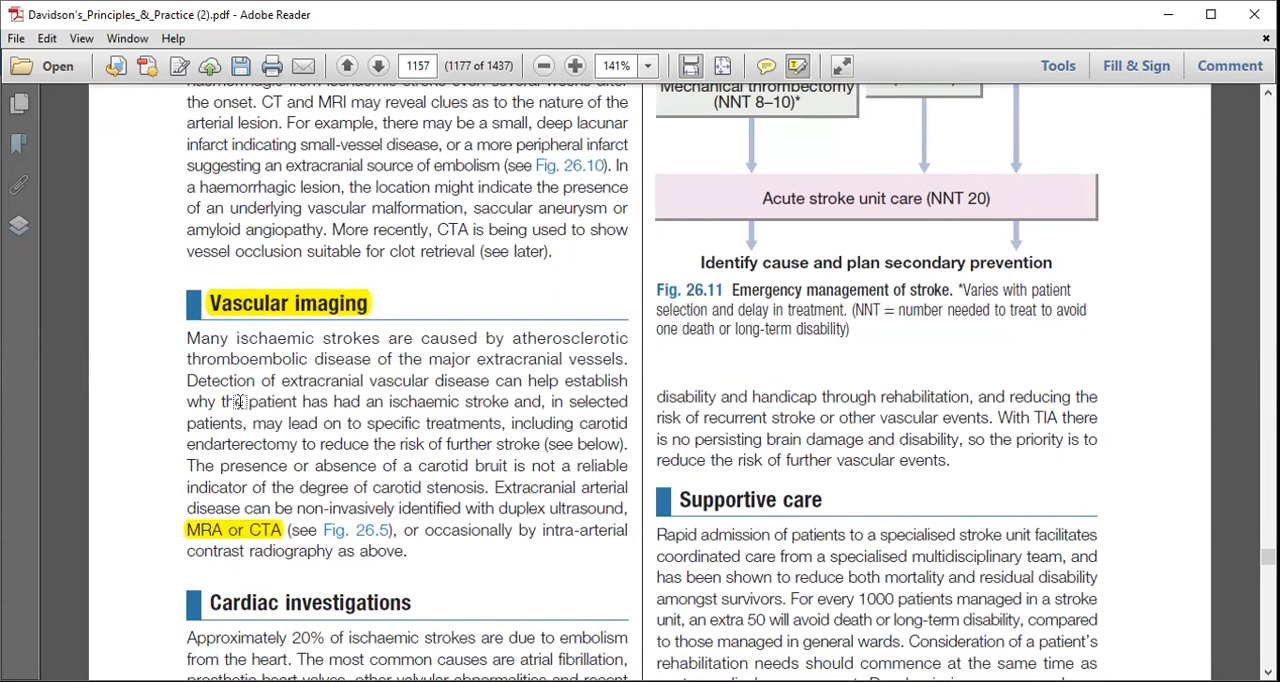 Davidson's_Principles_&_Practice (2).pdf - Adobe Reader
File Edit View Window Help
Open 1157 (1177 of 1437) 141% Tools Fill & Sign Comment
haemorrhagic from ischaemic stroke even several weeks after
the onset. CT and MRI may reveal clues as to the nature of the
arterial lesion. For example, there may be a small, deep lacunar
infarct indicating small-vessel disease, or a more peripheral infarct
suggesting an extracranial source of embolism (see Fig. 26.10). In
a haemorrhagic lesion, the location might indicate the presence
of an underlying vascular malformation, saccular aneurysm or
amyloid angiopathy. More recently, CTA is being used to show
vessel occlusion suitable for clot retrieval (see later).
Vascular imaging
Many ischaemic strokes are caused by atherosclerotic
thromboembolic disease of the major extracranial vessels.
Detection of extracranial vascular disease can help establish
why the patient has had an ischaemic stroke and, in selected
patients, may lead on to specific treatments, including carotid
endarterectomy to reduce the risk of further stroke (see below).
The presence or absence of a carotid bruit is not a reliable
indicator of the degree of carotid stenosis. Extracranial arterial
disease can be non-invasively identified with duplex ultrasound,
MRA or CTA (see Fig. 26.5), or occasionally by intra-arterial
contrast radiography as above.
Cardiac investigations
Approximately 20% of ischaemic strokes are due to embolism
from the heart. The most common causes are atrial fibrillation,
prosthetic heart valves, other valvular abnormalities and recent
Mechanical thrombectomy
(NNT 8–10)*
Acute stroke unit care (NNT 20)
Identify cause and plan secondary prevention
Fig. 26.11 Emergency management of stroke. *Varies with patient
selection and delay in treatment. (NNT = number needed to treat to avoid
one death or long-term disability)
disability and handicap through rehabilitation, and reducing the
risk of recurrent stroke or other vascular events. With TIA there
is no persisting brain damage and disability, so the priority is to
reduce the risk of further vascular events.
Supportive care
Rapid admission of patients to a specialised stroke unit facilitates
coordinated care from a specialised multidisciplinary team, and
has been shown to reduce both mortality and residual disability
amongst survivors. For every 1000 patients managed in a stroke
unit, an extra 50 will avoid death or long-term disability, compared
to those managed in general wards. Consideration of a patient's
rehabilitation needs should commence at the same time as